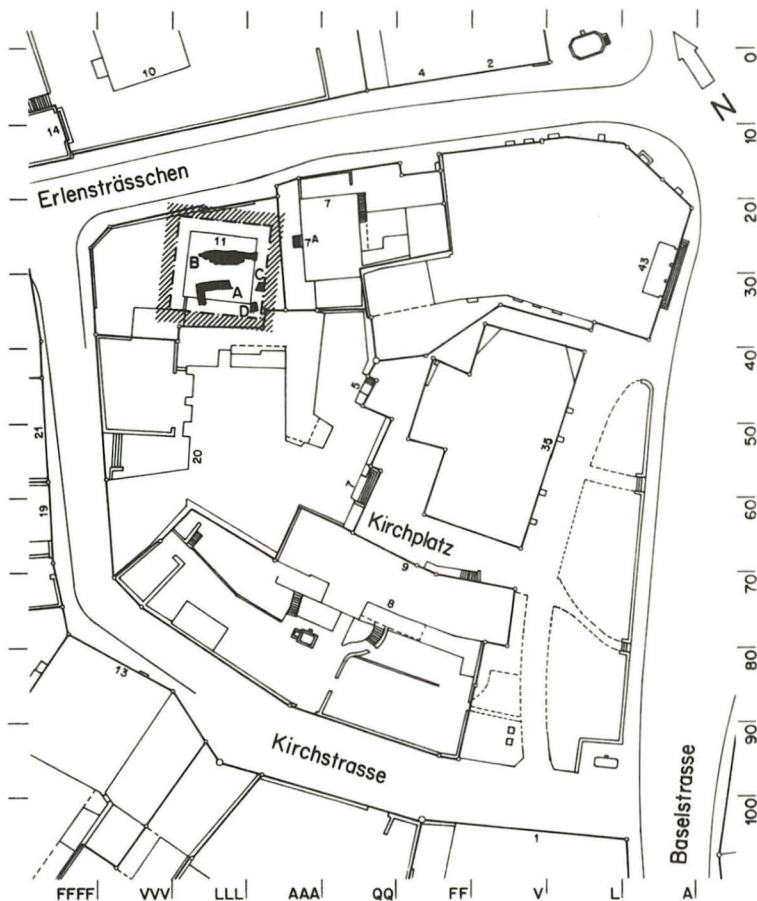 0
10
20
30
40
50
60
70
80
90
100
N
10
2
4
14
Erlensträsschen
7
7A
11
B
C
A
D
43
5
35
21
20
7
19
Kirchplatz
9
8
13
Kirchstrasse
Baselstrasse
1
FFFF VVV LLL AAA QQ FF V L A